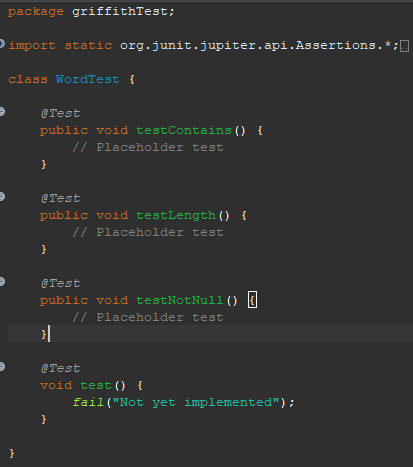 package griffithTest;
import static org.junit.jupiter.api.Assertions.*;
class WordTest {
@Test
public void testContains() {
// Placeholder test
}
@Test
public void testLength() {
// Placeholder test
}
@Test
public void testNotNull() {
// Placeholder test
}
@Test
void test() {
fail("Not yet implemented");
}
}